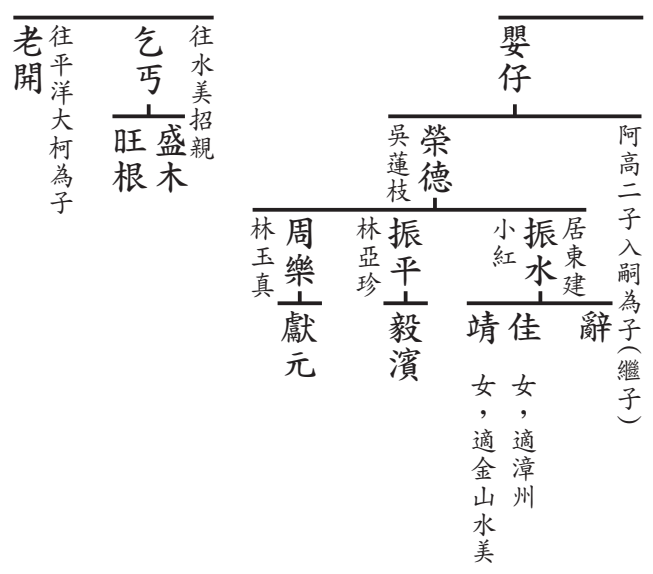 嬰仔
阿高二子入嗣為子(繼子)
榮德
吳蓮枝
居東建
振水
小紅
辭
佳
女，適漳州
靖
女，適金山水美
振平
林亞珍
毅濱
周樂
林玉真
獻元
往水美招親
乞丐
盛木
旺根
往平洋大柯為子
老開